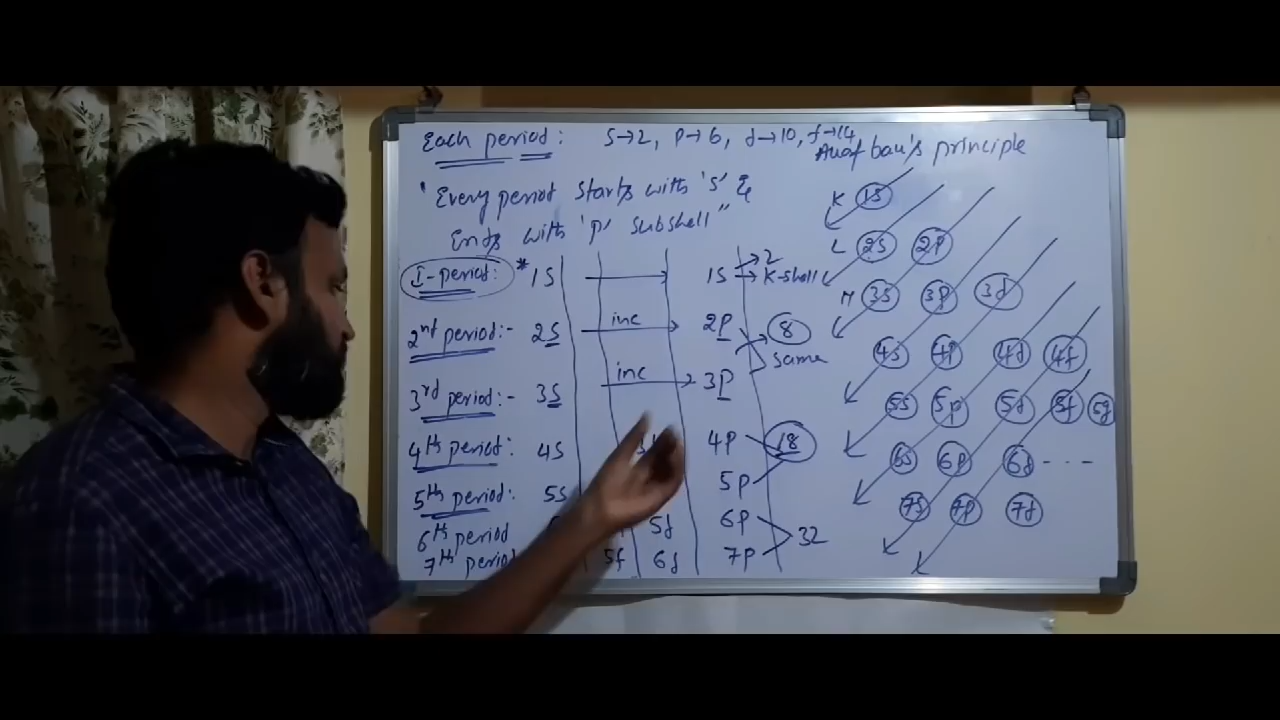 Each period: S→2, P→6, d→10, f→14
Auof bau's principle
'Every period starts with 's' &
Ends with 'p' subshell"
I-period: * 1S → 1S → 2
→ K-shell
2nd period:- 2S inc → 2P 8
Same
3rd period:- 3S inc → 3P
4th period: 4S 4P 18
5th period:- 5S 5P
6th period 5d 6P 32
7th period 5f 6d 7P
K 1S
L 2S 2P
M 3S 3P 3d
4S 4P 4d 4f
5S 5P 5d 5f 5g
6S 6P 6d ----
7S 7P 7d